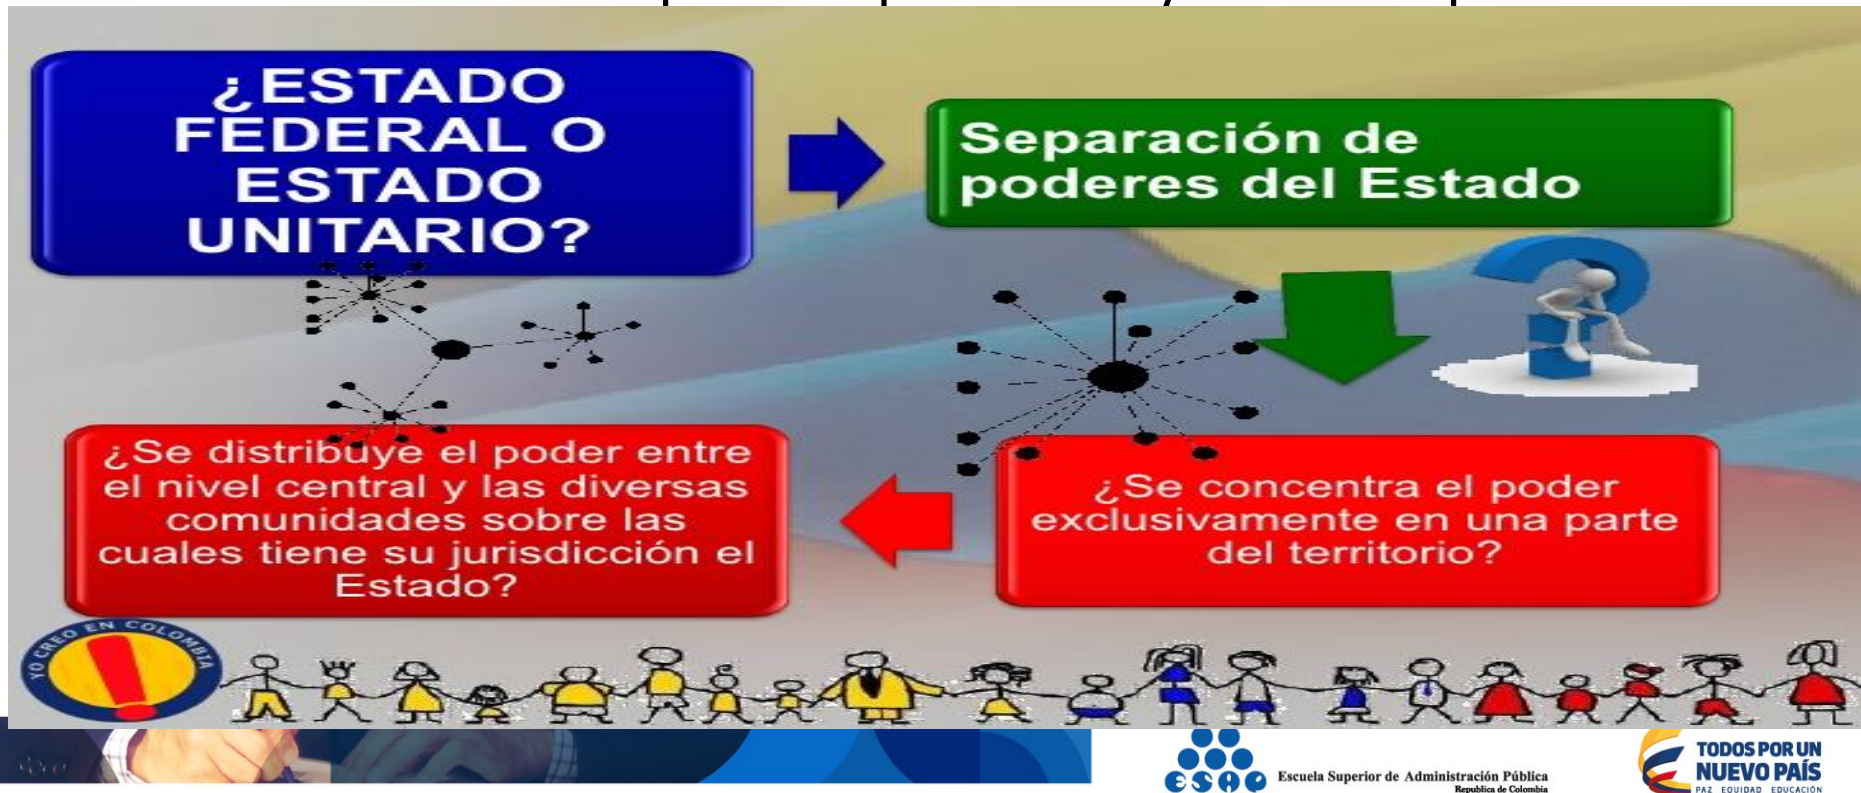 ¿ESTADO
FEDERAL O
ESTADO
UNITARIO?
Separación de
poderes del Estado
¿Se concentra el poder
exclusivamente en una parte
del territorio?
¿Se distribuye el poder entre
el nivel central y las diversas
comunidades sobre las
cuales tiene su jurisdicción el
Estado?
YO CREO EN COLOMBIA
esap
Escuela Superior de Administración Pública
Republica de Colombia
TODOS POR UN
NUEVO PAÍS
PAZ EQUIDAD EDUCACIÓN